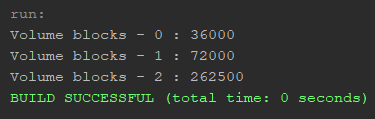 run:
Volume blocks - 0 : 36000
Volume blocks - 1 : 72000
Volume blocks - 2 : 262500
BUILD SUCCESSFUL (total time: 0 seconds)